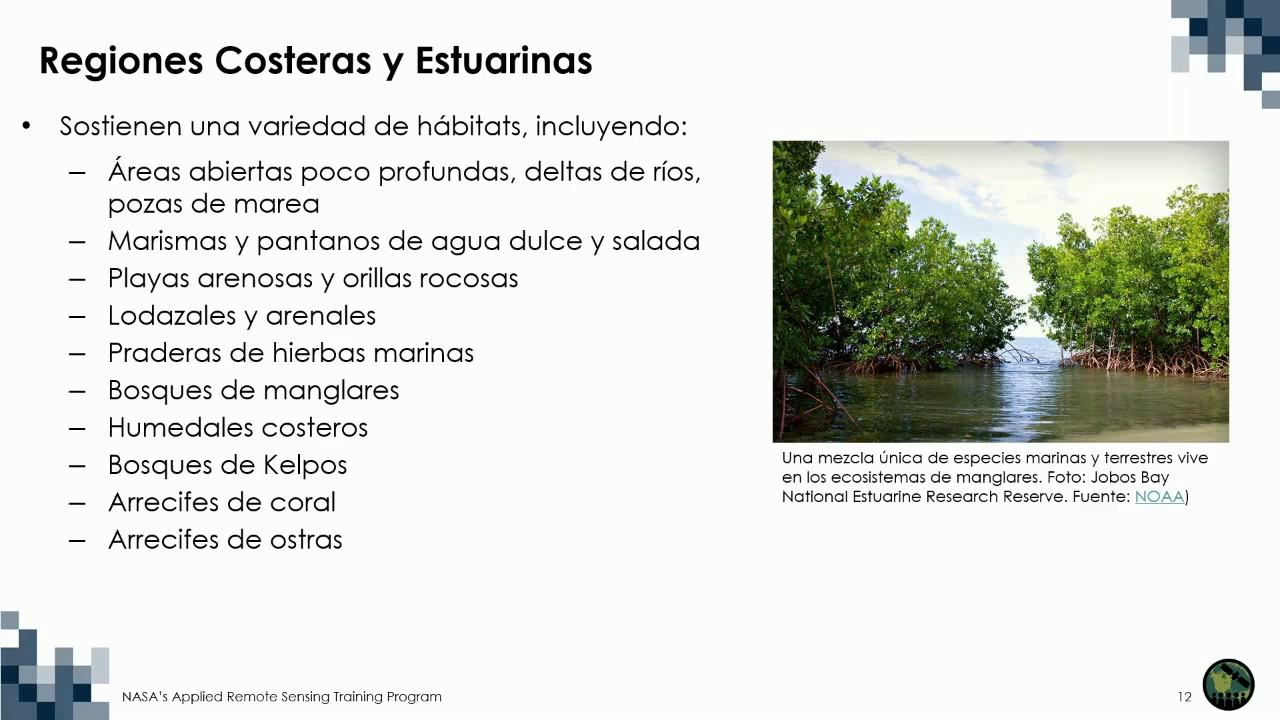 Regiones Costeras y Estuarinas
• Sostienen una variedad de hábitats, incluyendo:
– Áreas abiertas poco profundas, deltas de ríos,
pozas de marea
– Marismas y pantanos de agua dulce y salada
– Playas arenosas y orillas rocosas
– Lodazales y arenales
– Praderas de hierbas marinas
– Bosques de manglares
– Humedales costeros
– Bosques de Kelpos
– Arrecifes de coral
– Arrecifes de ostras
Una mezcla única de especies marinas y terrestres vive
en los ecosistemas de manglares. Foto: Jobos Bay
National Estuarine Research Reserve. Fuente: NOAA)
NASA's Applied Remote Sensing Training Program
12